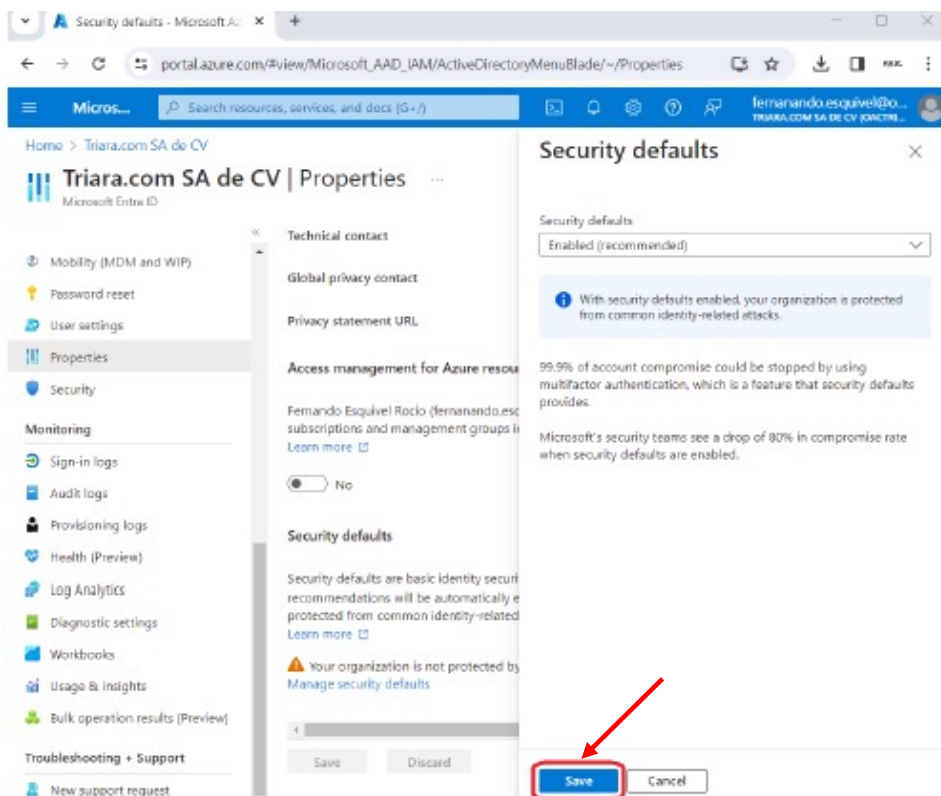 Security defaults - Microsoft Az
portal.azure.com/#view/Microsoft_AAD_IAM/ActiveDirectoryMenuBlade/~/Properties
Micros...
Search resources, services, and docs (G+/)
fernanando.esquivel@o...
TRIARA.COM SA DE CV (OACTRI...
Home > Triara.com SA de CV
Triara.com SA de CV | Properties ...
Microsoft Entra ID
Mobility (MDM and WIP)
Password reset
User settings
Properties
Security
Monitoring
Sign-in logs
Audit logs
Provisioning logs
Health (Preview)
Log Analytics
Diagnostic settings
Workbooks
Usage & insights
Bulk operation results (Preview)
Troubleshooting + Support
New support request
Technical contact
Global privacy contact
Privacy statement URL
Access management for Azure resou
Fernando Esquivel Rocio (fernanando.esq
subscriptions and management groups i
Learn more
No
Security defaults
Security defaults are basic identity securi
recommendations will be automatically e
protected from common identity-related
Learn more
Your organization is not protected by
Manage security defaults
Save Discard
Security defaults
Security defaults
Enabled (recommended)
With security defaults enabled, your organization is protected
from common identity-related attacks.
99.9% of account compromise could be stopped by using
multifactor authentication, which is a feature that security defaults
provides.
Microsoft's security teams see a drop of 80% in compromise rate
when security defaults are enabled.
Save Cancel